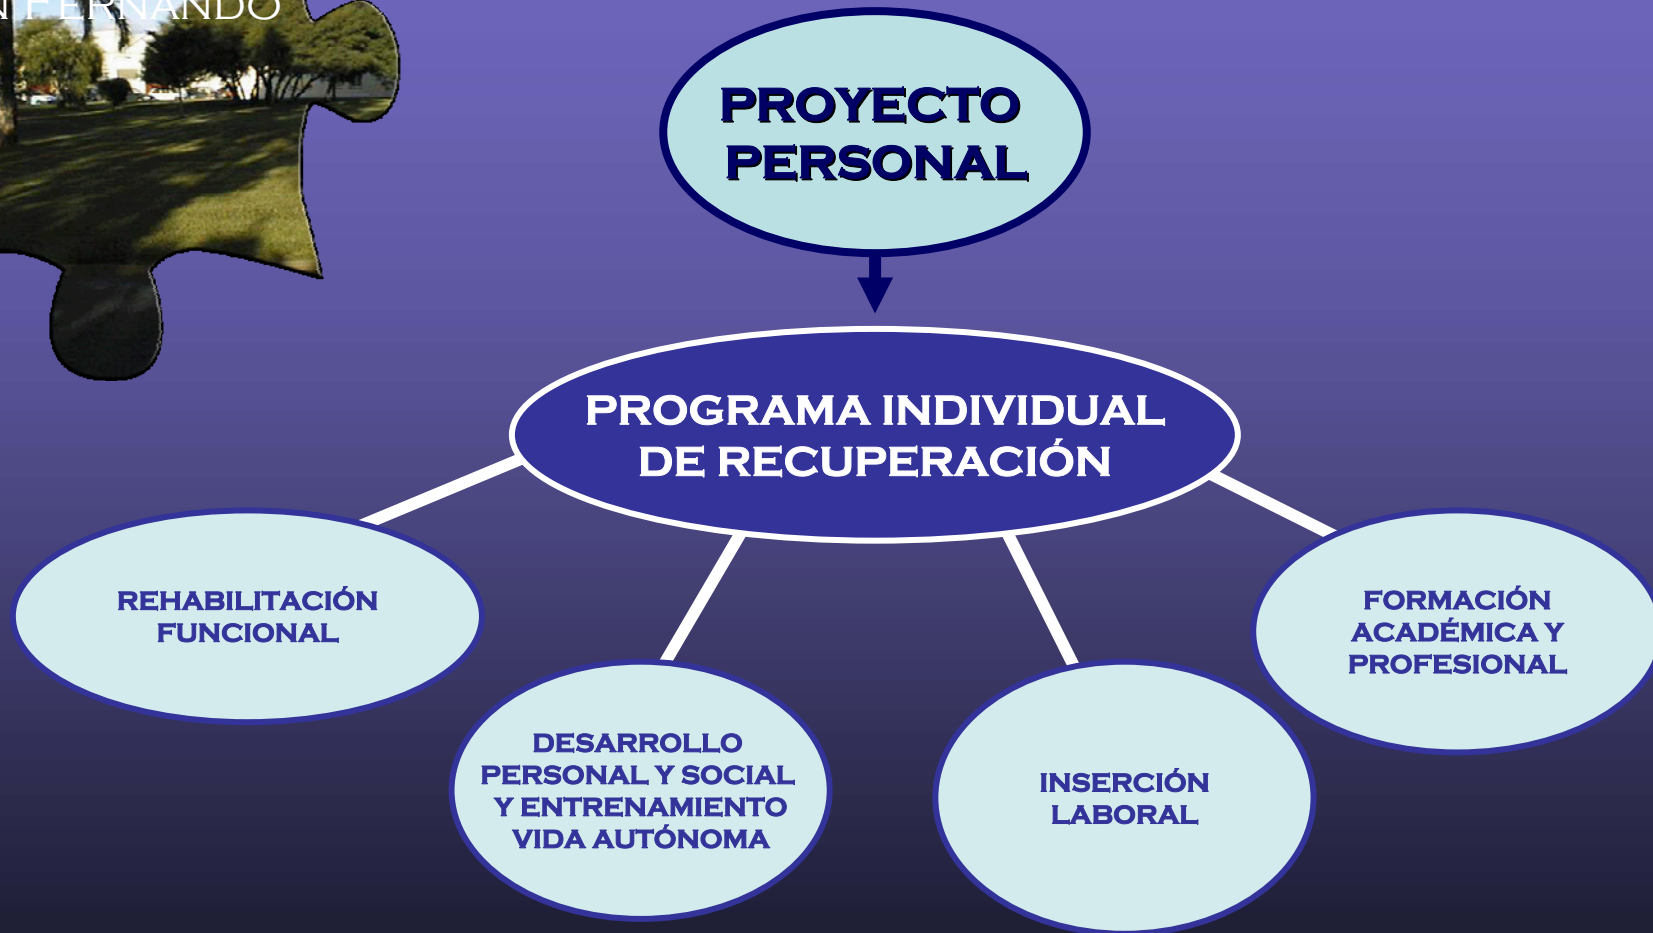 FERNANDO
PROYECTO
PERSONAL
PROGRAMA INDIVIDUAL
DE RECUPERACIÓN
REHABILITACIÓN
FUNCIONAL
DESARROLLO
PERSONAL Y SOCIAL
Y ENTRENAMIENTO
VIDA AUTÓNOMA
INSERCIÓN
LABORAL
FORMACIÓN
ACADÉMICA Y
PROFESIONAL